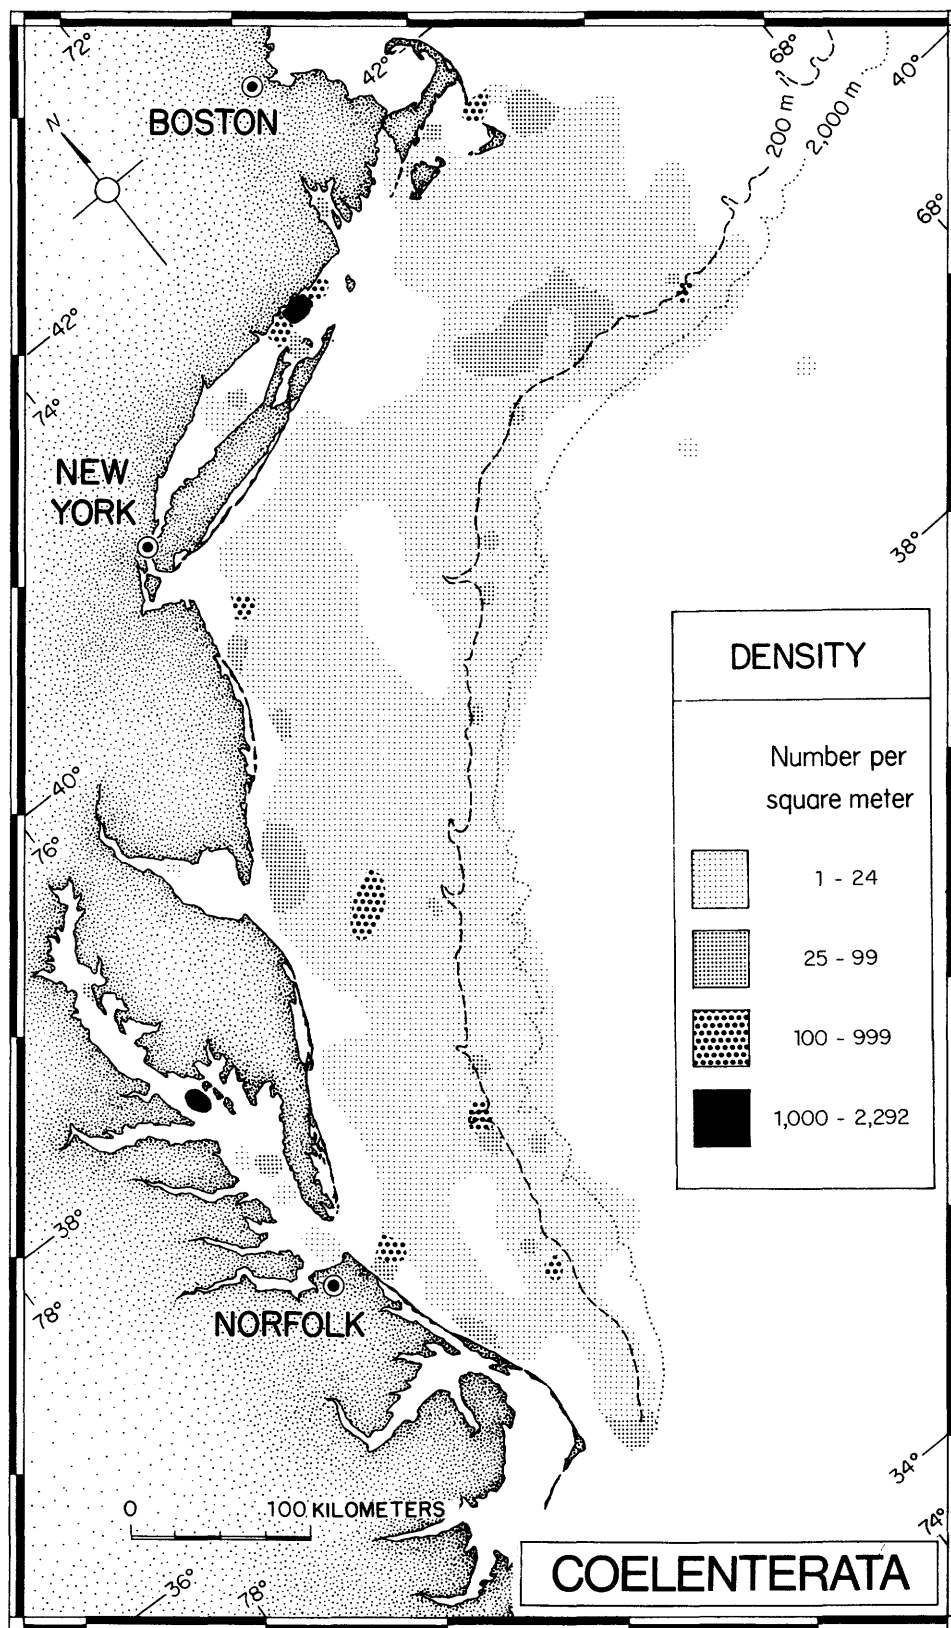 72°
42°
68°
200 m
2,000 m
40°
BOSTON
N
68°
42°
74°
NEW
YORK
38°
DENSITY
Number per
square meter
1 - 24
25 - 99
100 - 999
1,000 - 2,292
40°
76°
38°
78°
NORFOLK
34°
74°
0 100 KILOMETERS
36°
78°
COELENTERATA